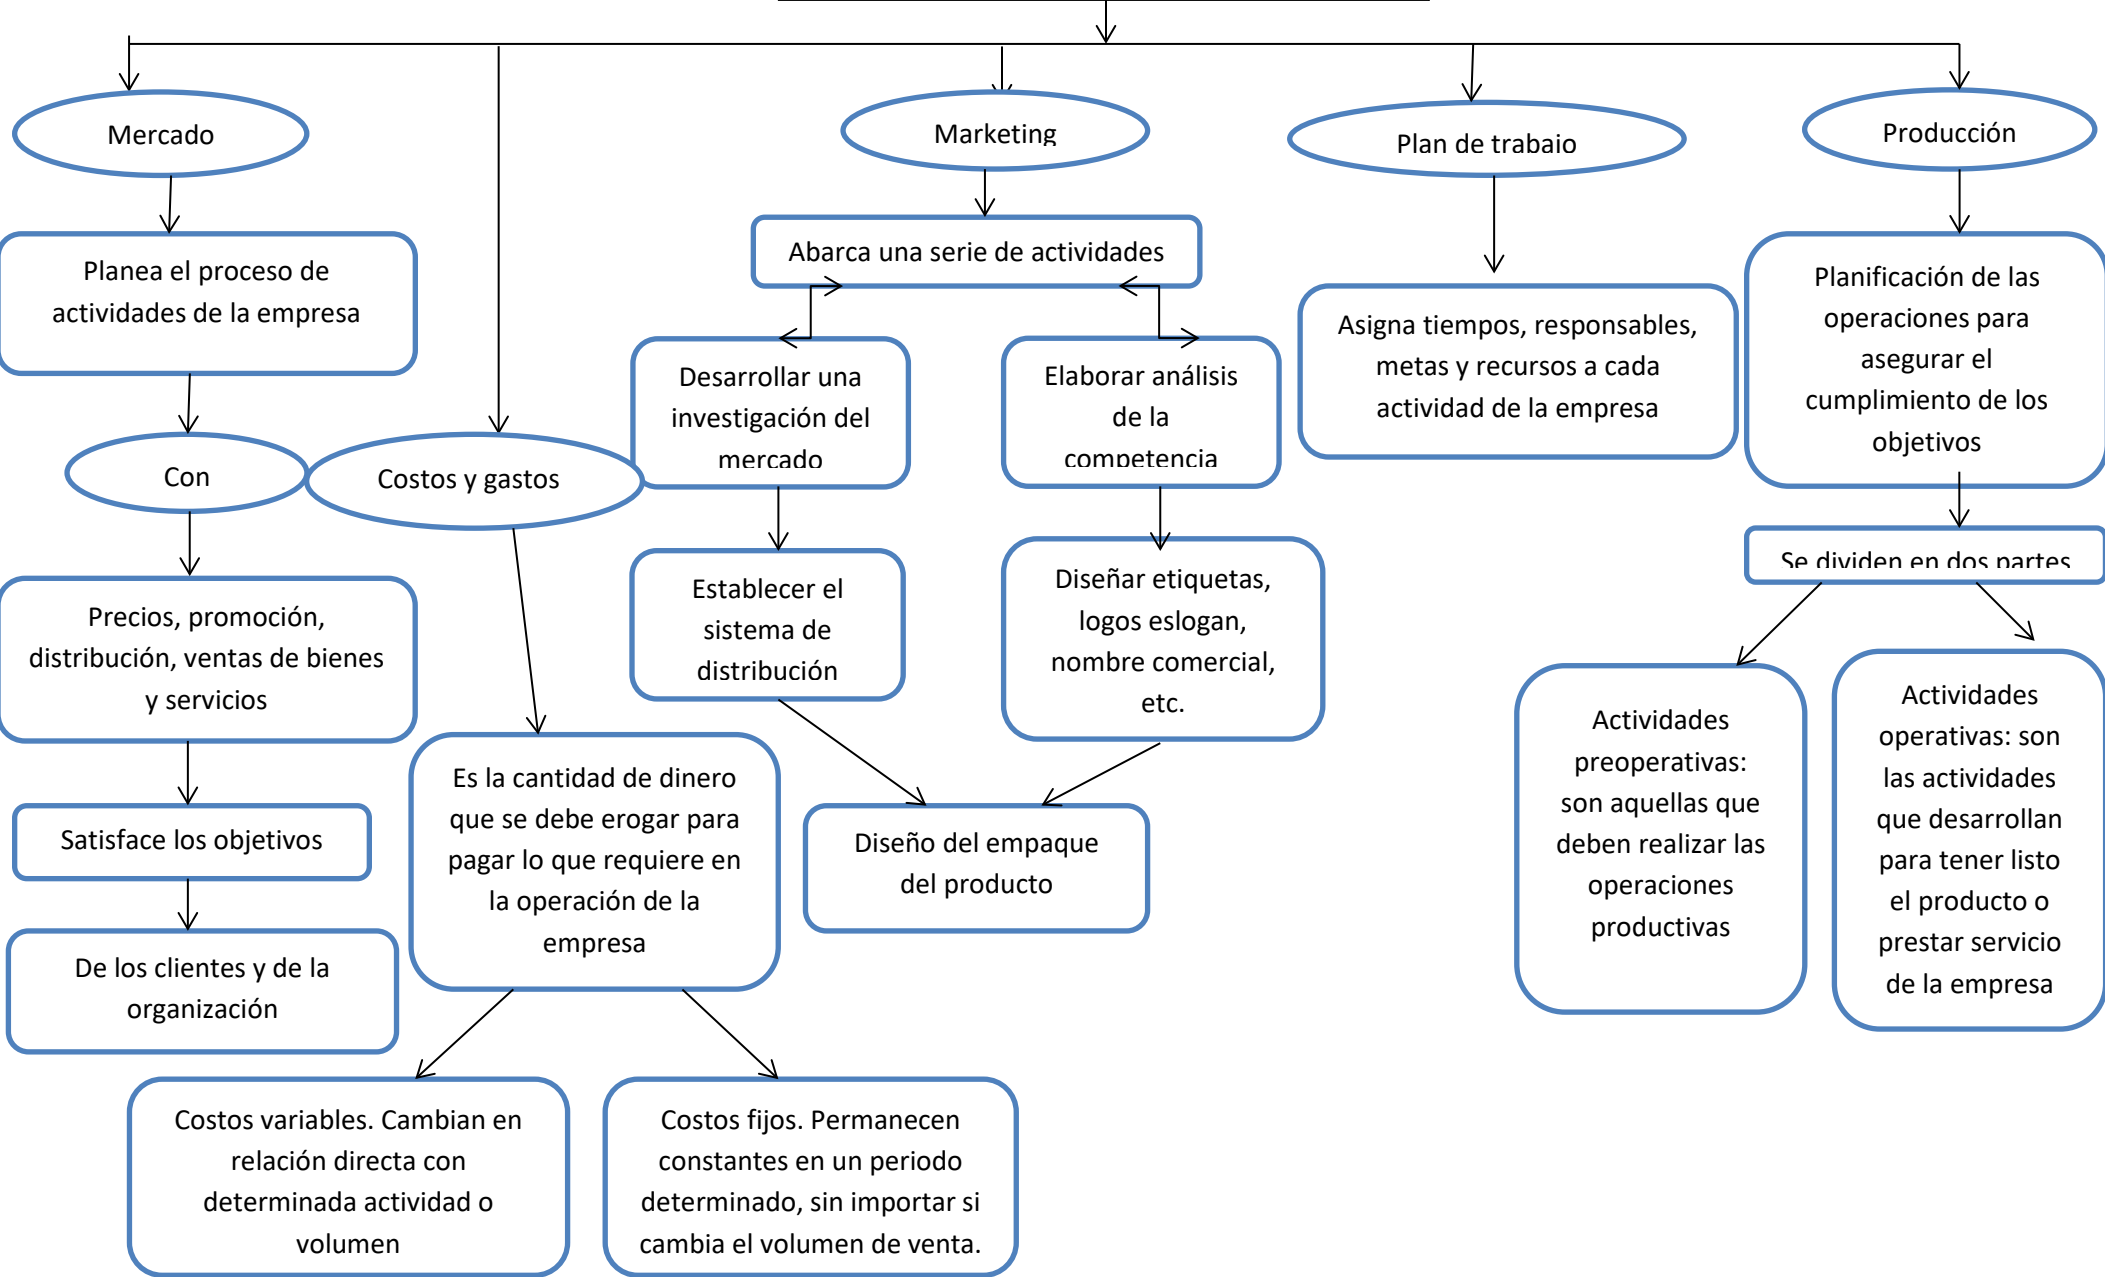 Mercado
Planea el proceso de
actividades de la empresa
Con
Precios, promoción,
distribución, ventas de bienes
y servicios
Satisface los objetivos
De los clientes y de la
organización
Costos y gastos
Es la cantidad de dinero
que se debe erogar para
pagar lo que requiere en
la operación de la
empresa
Costos variables. Cambian en
relación directa con
determinada actividad o
volumen
Costos fijos. Permanecen
constantes en un periodo
determinado, sin importar si
cambia el volumen de venta.
Marketing
Abarca una serie de actividades
Desarrollar una
investigación del
mercado
Establecer el
sistema de
distribución
Elaborar análisis
de la
competencia
Diseñar etiquetas,
logos eslogan,
nombre comercial,
etc.
Diseño del empaque
del producto
Plan de trabajo
Asigna tiempos, responsables,
metas y recursos a cada
actividad de la empresa
Producción
Planificación de las
operaciones para
asegurar el
cumplimiento de los
objetivos
Se dividen en dos partes
Actividades
preoperativas:
son aquellas que
deben realizar las
operaciones
productivas
Actividades
operativas: son
las actividades
que desarrollan
para tener listo
el producto o
prestar servicio
de la empresa